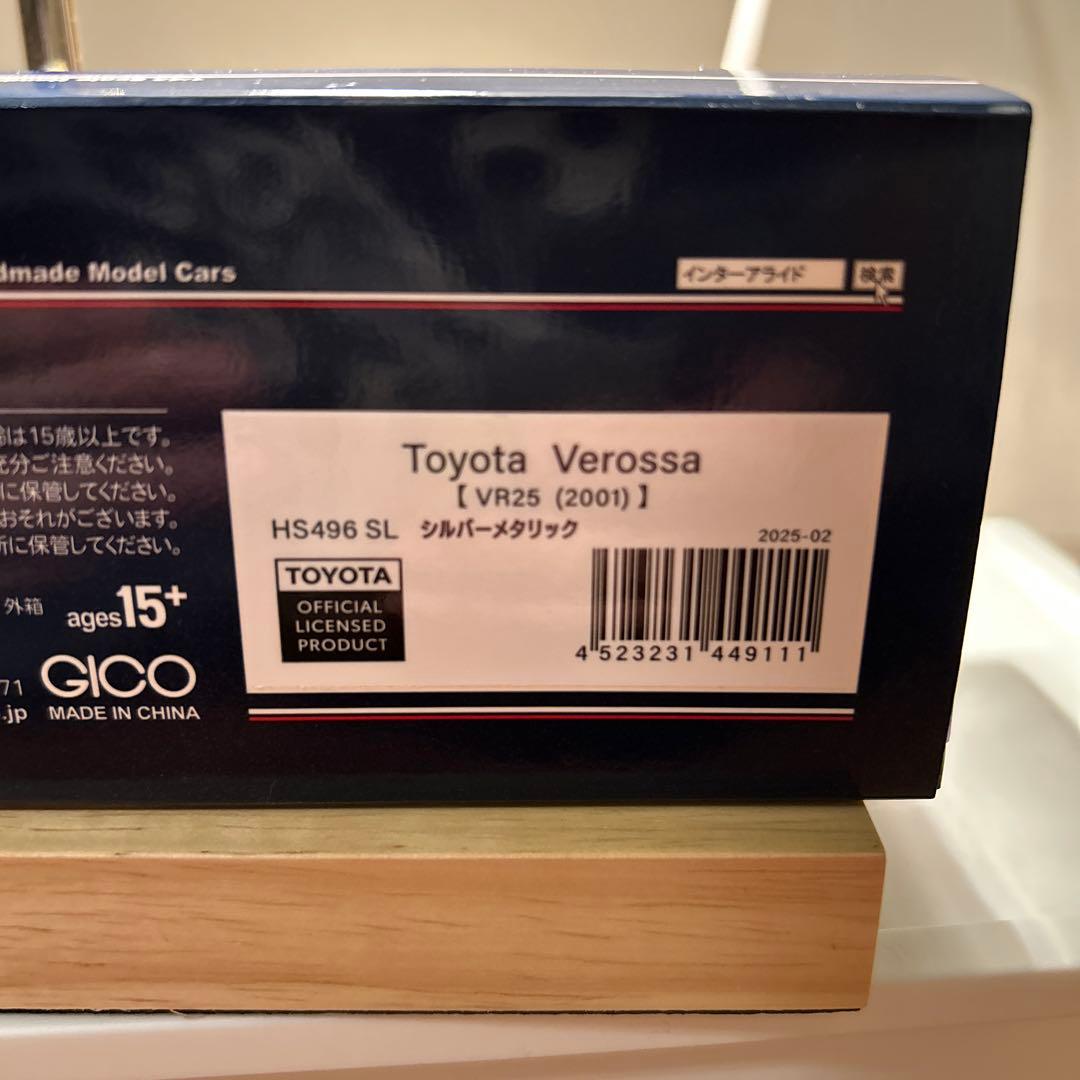 dmade Model Cars
インターアライド 検索
は15歳以上です。
充分ご注意ください。
に保管してください。
おそれがございます。
所に保管してください。
外箱 ages15+
71 GICO
.jp MADE IN CHINA
Toyota Verossa
【 VR25 (2001) 】
HS496 SL シルバーメタリック
2025-02
TOYOTA
OFFICIAL
LICENSED
PRODUCT
4 523231 449111